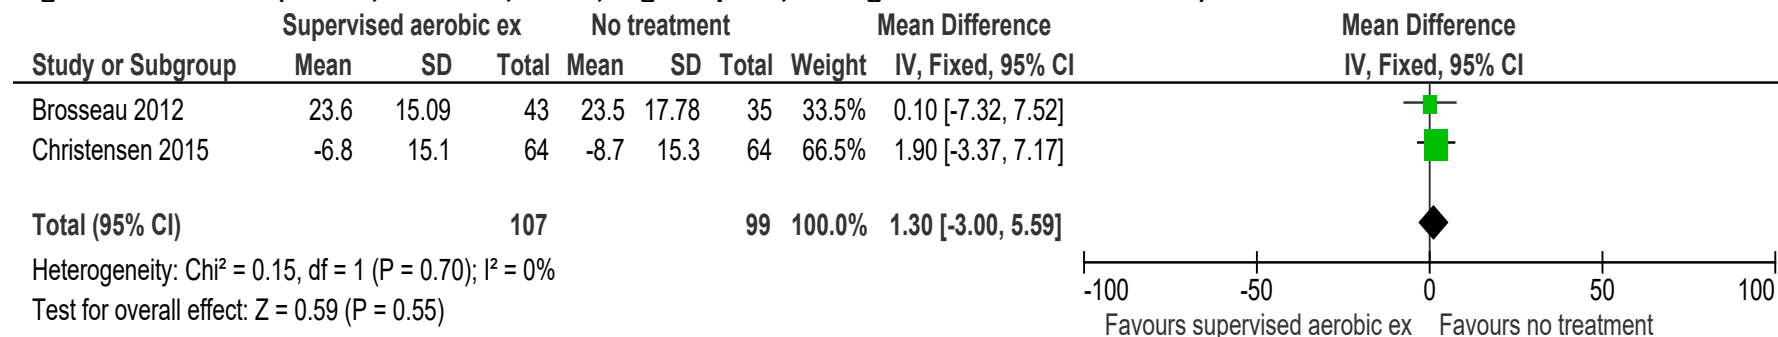 Supervised aerobic ex No treatment Mean Difference Mean Difference
Study or Subgroup Mean SD Total Mean SD Total Weight IV, Fixed, 95% CI IV, Fixed, 95% CI
Brosseau 2012 23.6 15.09 43 23.5 17.78 35 33.5% 0.10 [-7.32, 7.52]
Christensen 2015 -6.8 15.1 64 -8.7 15.3 64 66.5% 1.90 [-3.37, 7.17]
Total (95% CI) 107 99 100.0% 1.30 [-3.00, 5.59]
Heterogeneity: Chi² = 0.15, df = 1 (P = 0.70); I² = 0%
Test for overall effect: Z = 0.59 (P = 0.55)
-100 -50 0 50 100
Favours supervised aerobic ex Favours no treatment